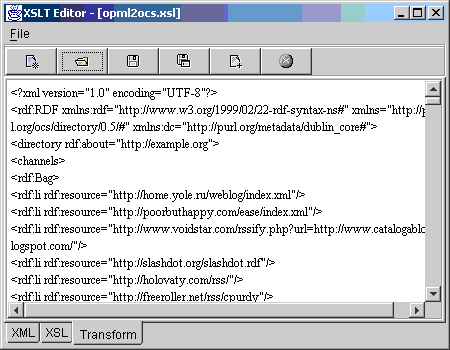 XSLT Editor - [opml2ocs.xsl]
File
<?xml version="1.0" encoding="UTF-8"?>
<rdf:RDF xmlns:rdf="http://www.w3.org/1999/02/22-rdf-syntax-ns#" xmlns="http://p
l.org/ocs/directory/0.5/#" xmlns:dc="http://purl.org/metadata/dublin_core#">
<directory rdf:about="http://example.org">
<channels>
<rdf:Bag>
<rdf:li rdf:resource="http://home.yole.ru/weblog/index.xml"/>
<rdf:li rdf:resource="http://poorbuthappy.com/ease/index.xml"/>
<rdf:li rdf:resource="http://www.voidstar.com/rssify.php?url=http://www.catalogablo
logspot.com/"/>
<rdf:li rdf:resource="http://slashdot.org/slashdot.rdf"/>
<rdf:li rdf:resource="http://holovaty.com/rss/"/>
<rdf:li rdf:resource="http://freeroller.net/rss/cpurdy"/>
XML XSL Transform